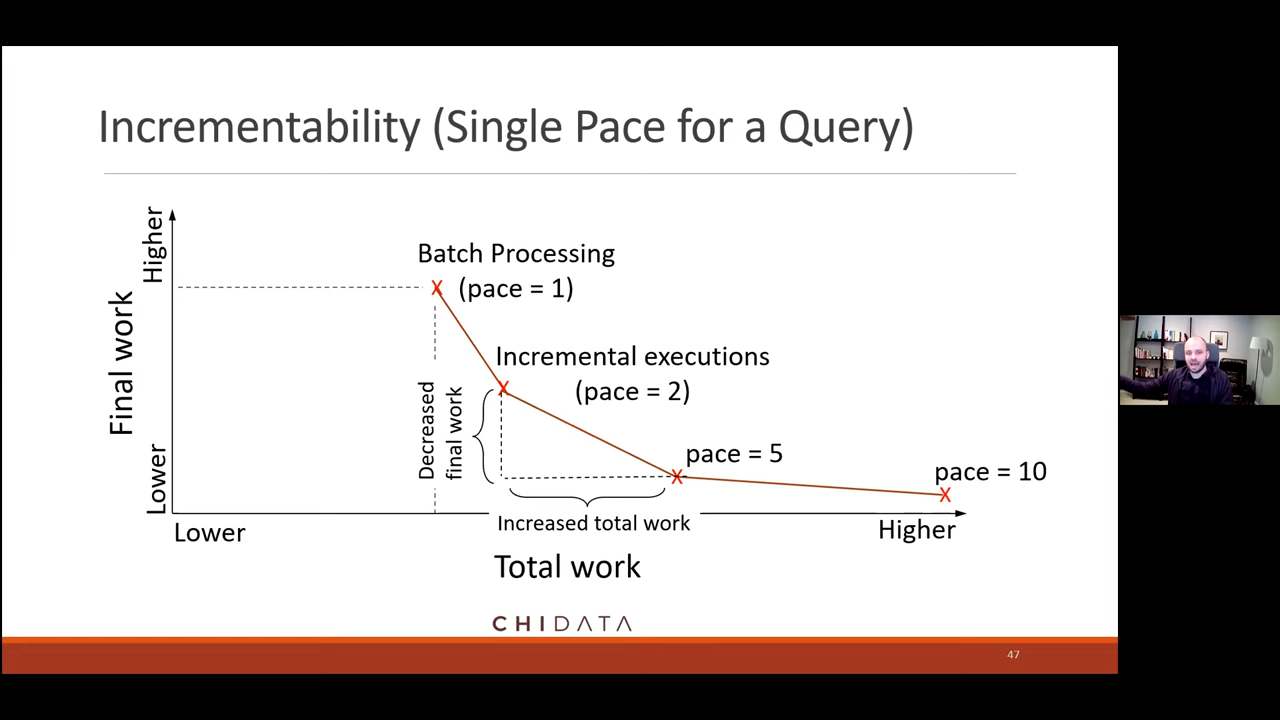 Incrementability (Single Pace for a Query)
Final work
Higher
Lower
Batch Processing
(pace = 1)
Incremental executions
(pace = 2)
Decreased
final work
pace = 5
pace = 10
Increased total work
Lower
Higher
Total work
CHIDΛTΛ
47